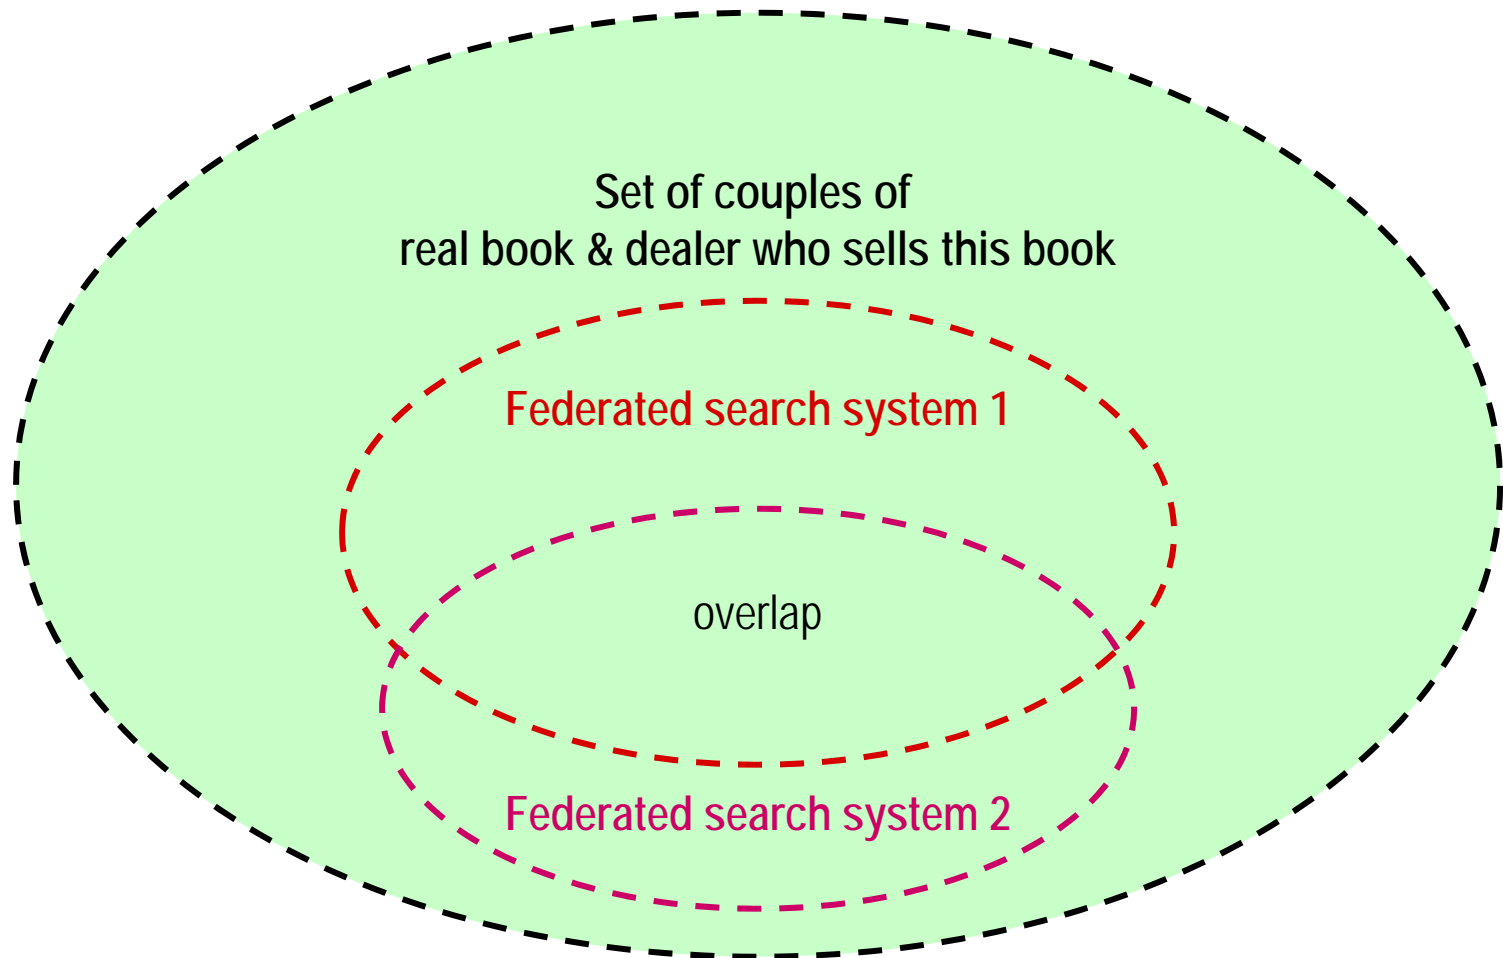 Set of couples of
real book & dealer who sells this book
Federated search system 1
overlap
Federated search system 2